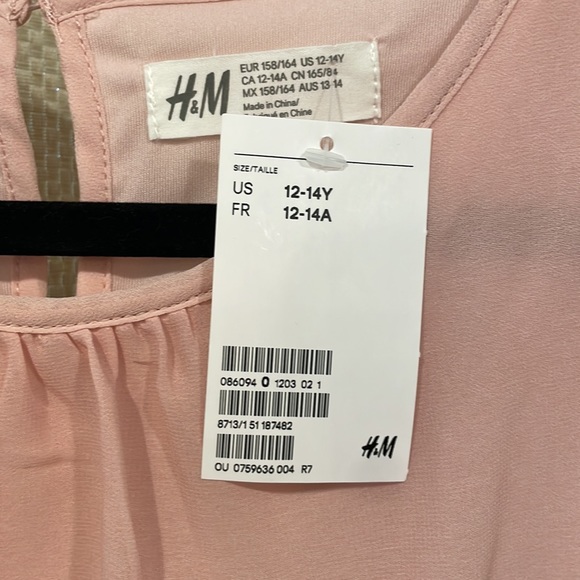 H&M
EUR 158/164 US 12-14Y
CA 12-14A CN 165/84
MX 158/164 AUS 13-14
Made in China/
en Chine
SIZE/TAILLE
US 12-14Y
FR 12-14A
086094 0 1203 02 1
8713/1 51 187482
H&M
OU 0759636 004 R7